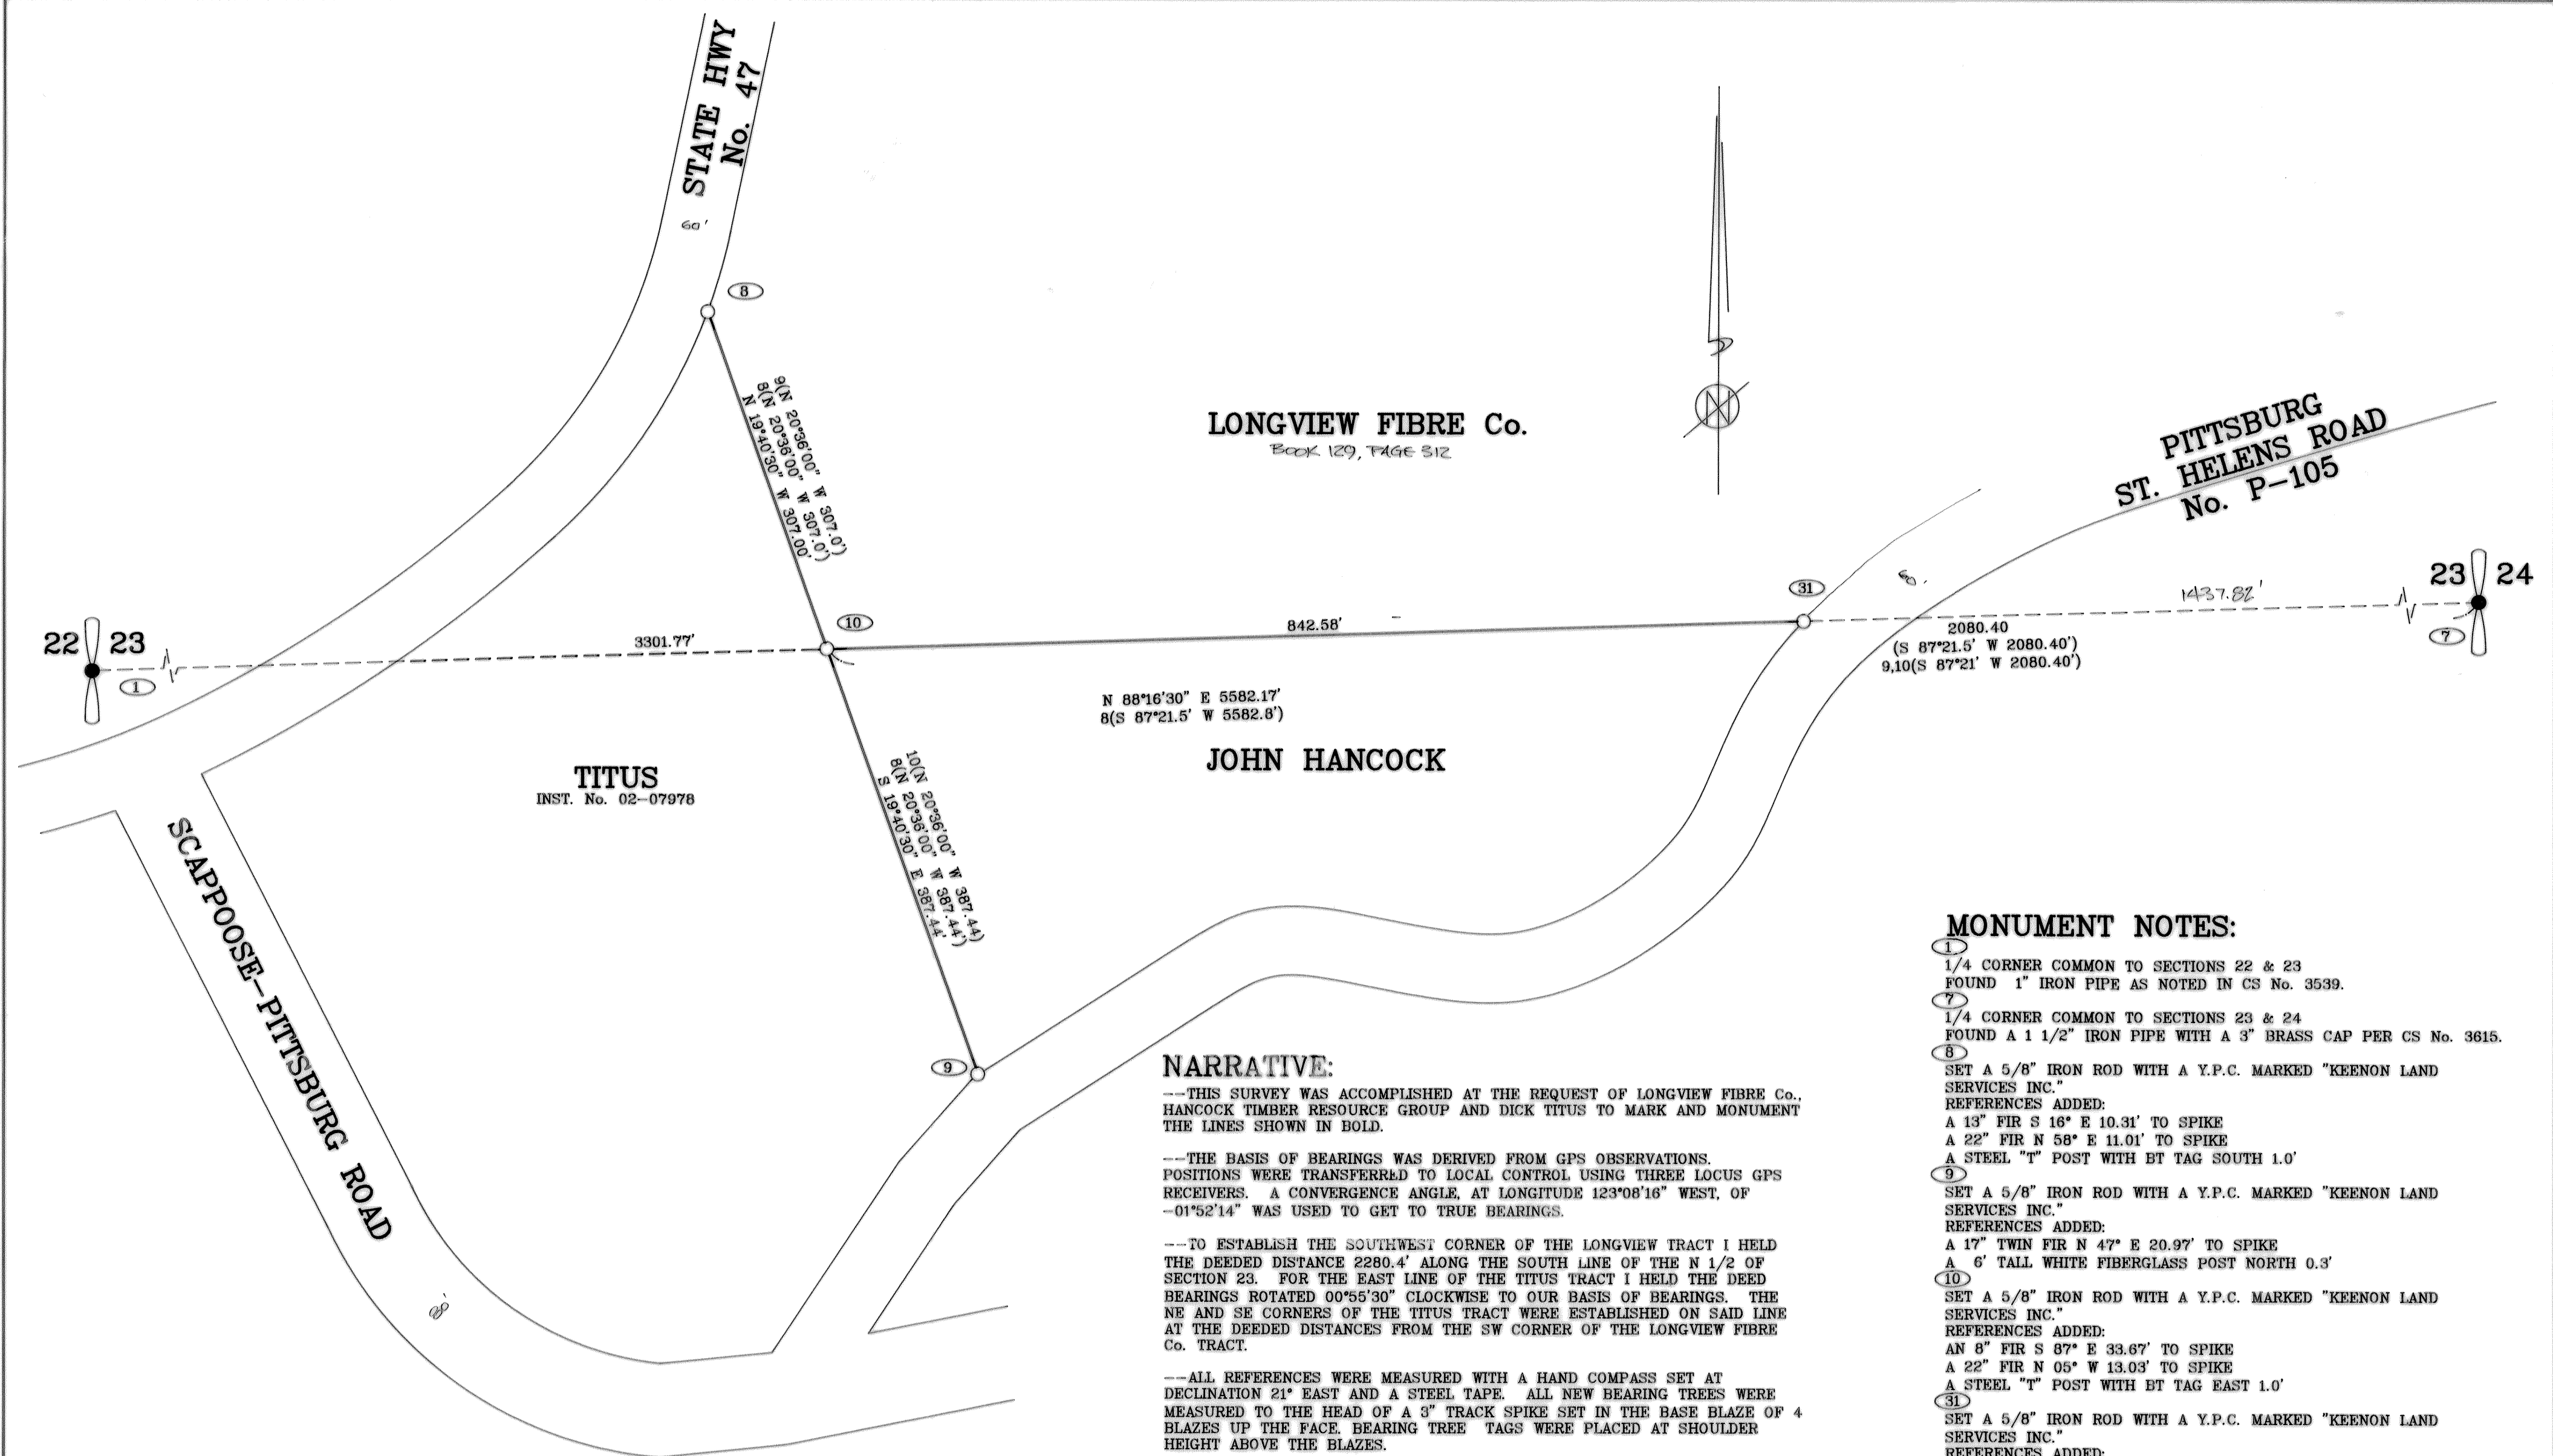 STATE HWY
No. 47
60'
8
9(N 20°36'00" W 307.0')
8(N 20°36'00" W 307.0')
N 19°40'30" W 307.00'
LONGVIEW FIBRE Co.
BOOK 129, PAGE 312
N
PITTSBURG
ST. HELENS ROAD
No. P-105
22 23
1
3301.77'
10
842.58'
31
60'
1437.82'
23 24
7
2080.40
(S 87°21.5' W 2080.40')
9,10(S 87°21' W 2080.40')
N 88°16'30" E 5582.17'
8(S 87°21.5' W 5582.8')
JOHN HANCOCK
TITUS
INST. No. 02-07978
10(N 20°36'00" W 387.44)
8(N 20°36'00" W 387.44')
S 19°40'30" E 387.44'
SCAPPOOSE-PITTSBURG ROAD
9
NARRATIVE:
--THIS SURVEY WAS ACCOMPLISHED AT THE REQUEST OF LONGVIEW FIBRE Co.,
HANCOCK TIMBER RESOURCE GROUP AND DICK TITUS TO MARK AND MONUMENT
THE LINES SHOWN IN BOLD.
--THE BASIS OF BEARINGS WAS DERIVED FROM GPS OBSERVATIONS.
POSITIONS WERE TRANSFERRED TO LOCAL CONTROL USING THREE LOCUS GPS
RECEIVERS. A CONVERGENCE ANGLE, AT LONGITUDE 123°08'16" WEST, OF
-01°52'14" WAS USED TO GET TO TRUE BEARINGS.
--TO ESTABLISH THE SOUTHWEST CORNER OF THE LONGVIEW TRACT I HELD
THE DEEDED DISTANCE 2280.4' ALONG THE SOUTH LINE OF THE N 1/2 OF
SECTION 23. FOR THE EAST LINE OF THE TITUS TRACT I HELD THE DEED
BEARINGS ROTATED 00°55'30" CLOCKWISE TO OUR BASIS OF BEARINGS. THE
NE AND SE CORNERS OF THE TITUS TRACT WERE ESTABLISHED ON SAID LINE
AT THE DEEDED DISTANCES FROM THE SW CORNER OF THE LONGVIEW FIBRE
Co. TRACT.
--ALL REFERENCES WERE MEASURED WITH A HAND COMPASS SET AT
DECLINATION 21° EAST AND A STEEL TAPE. ALL NEW BEARING TREES WERE
MEASURED TO THE HEAD OF A 3" TRACK SPIKE SET IN THE BASE BLAZE OF 4
BLAZES UP THE FACE. BEARING TREE TAGS WERE PLACED AT SHOULDER
HEIGHT ABOVE THE BLAZES.
MONUMENT NOTES:
1
1/4 CORNER COMMON TO SECTIONS 22 & 23
FOUND 1" IRON PIPE AS NOTED IN CS No. 3539.
7
1/4 CORNER COMMON TO SECTIONS 23 & 24
FOUND A 1 1/2" IRON PIPE WITH A 3" BRASS CAP PER CS No. 3615.
8
SET A 5/8" IRON ROD WITH A Y.P.C. MARKED "KEENON LAND
SERVICES INC."
REFERENCES ADDED:
A 13" FIR S 16° E 10.31' TO SPIKE
A 22" FIR N 58° E 11.01' TO SPIKE
A STEEL "T" POST WITH BT TAG SOUTH 1.0'
9
SET A 5/8" IRON ROD WITH A Y.P.C. MARKED "KEENON LAND
SERVICES INC."
REFERENCES ADDED:
A 17" TWIN FIR N 47° E 20.97' TO SPIKE
A 6' TALL WHITE FIBERGLASS POST NORTH 0.3'
10
SET A 5/8" IRON ROD WITH A Y.P.C. MARKED "KEENON LAND
SERVICES INC."
REFERENCES ADDED:
AN 8" FIR S 87° E 33.67' TO SPIKE
A 22" FIR N 05° W 13.03' TO SPIKE
A STEEL "T" POST WITH BT TAG EAST 1.0'
31
SET A 5/8" IRON ROD WITH A Y.P.C. MARKED "KEENON LAND
SERVICES INC."
REFERENCES ADDED: